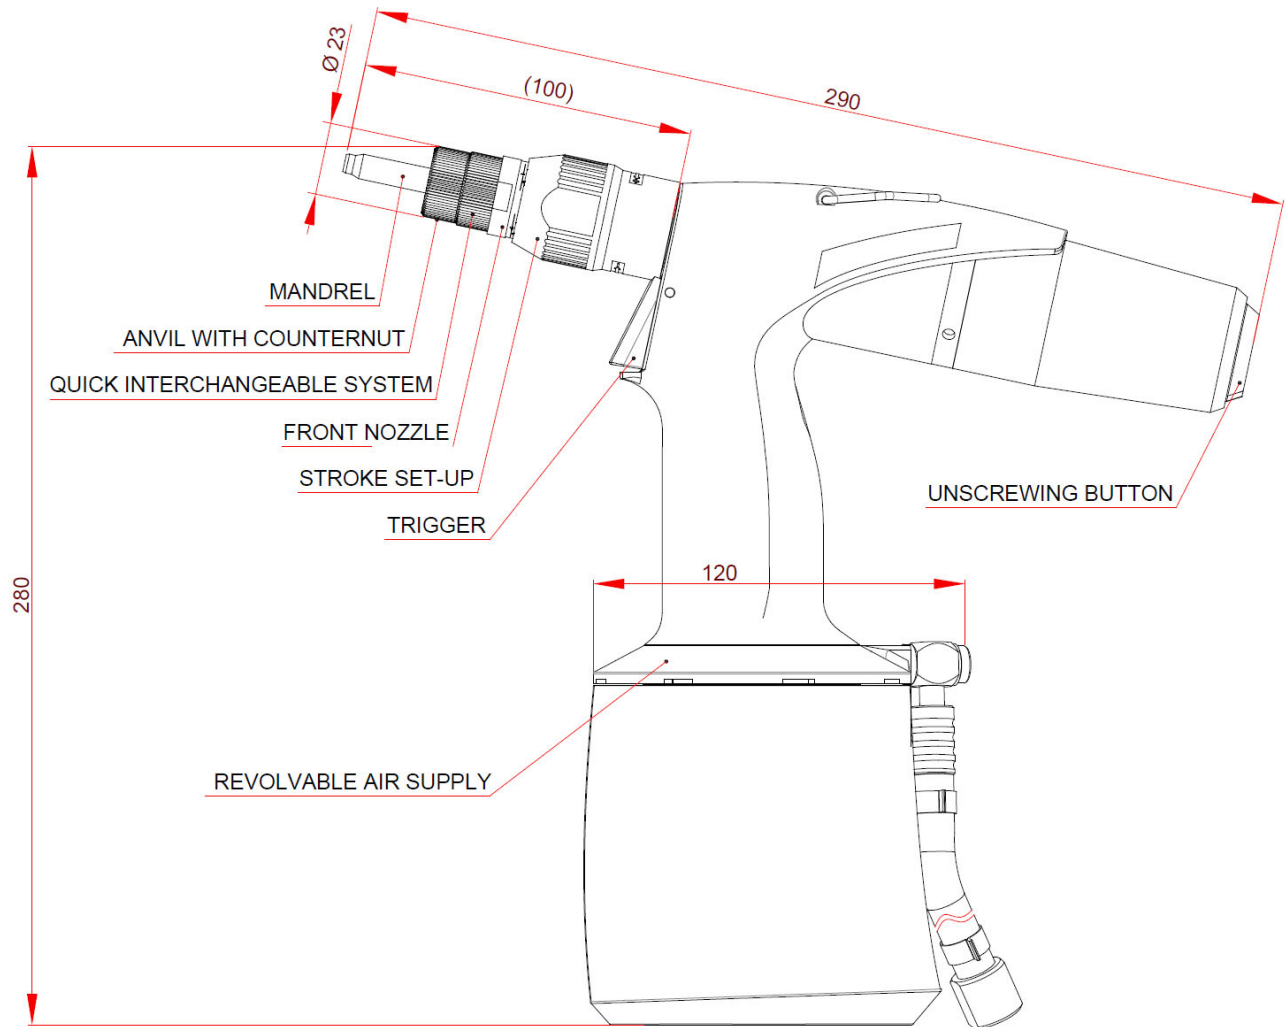 Ø 23
(100)
290
MANDREL
ANVIL WITH COUNTERNUT
QUICK INTERCHANGEABLE SYSTEM
FRONT NOZZLE
STROKE SET-UP
UNSCREWING BUTTON
TRIGGER
120
280
REVOLVABLE AIR SUPPLY